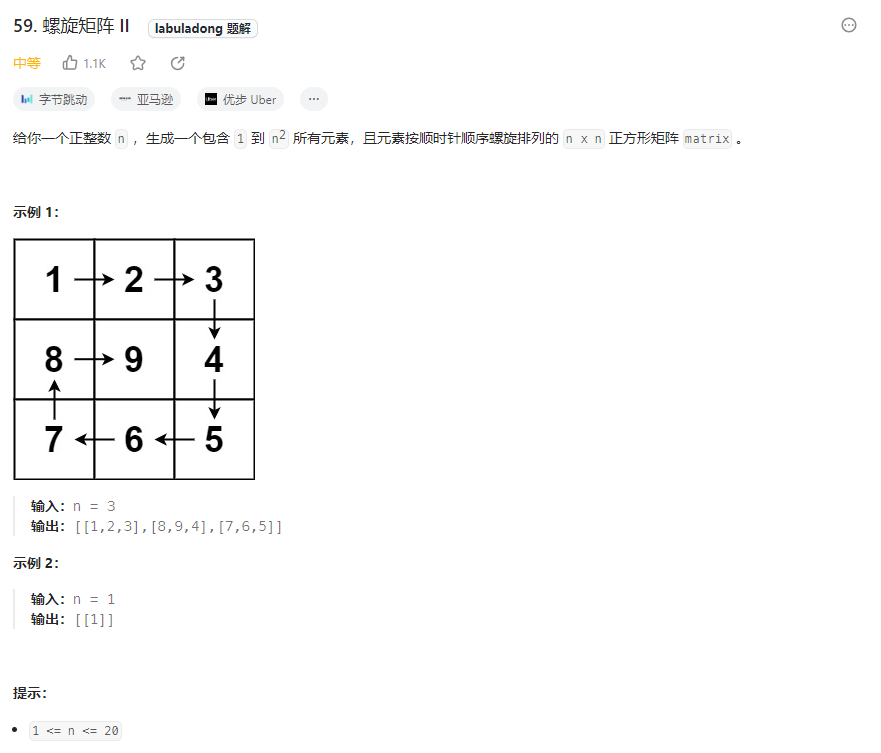 59. 螺旋矩阵 II labuladong 题解
中等 1.1K
字节跳动 亚马逊 优步 Uber ...
给你一个正整数 n ，生成一个包含 1 到 n² 所有元素，且元素按顺时针顺序螺旋排列的 n x n 正方形矩阵 matrix 。
示例 1：
1 2 3
8 9 4
7 6 5
输入：n = 3
输出：[[1,2,3],[8,9,4],[7,6,5]]
示例 2：
输入：n = 1
输出：[[1]]
提示：
• 1 <= n <= 20